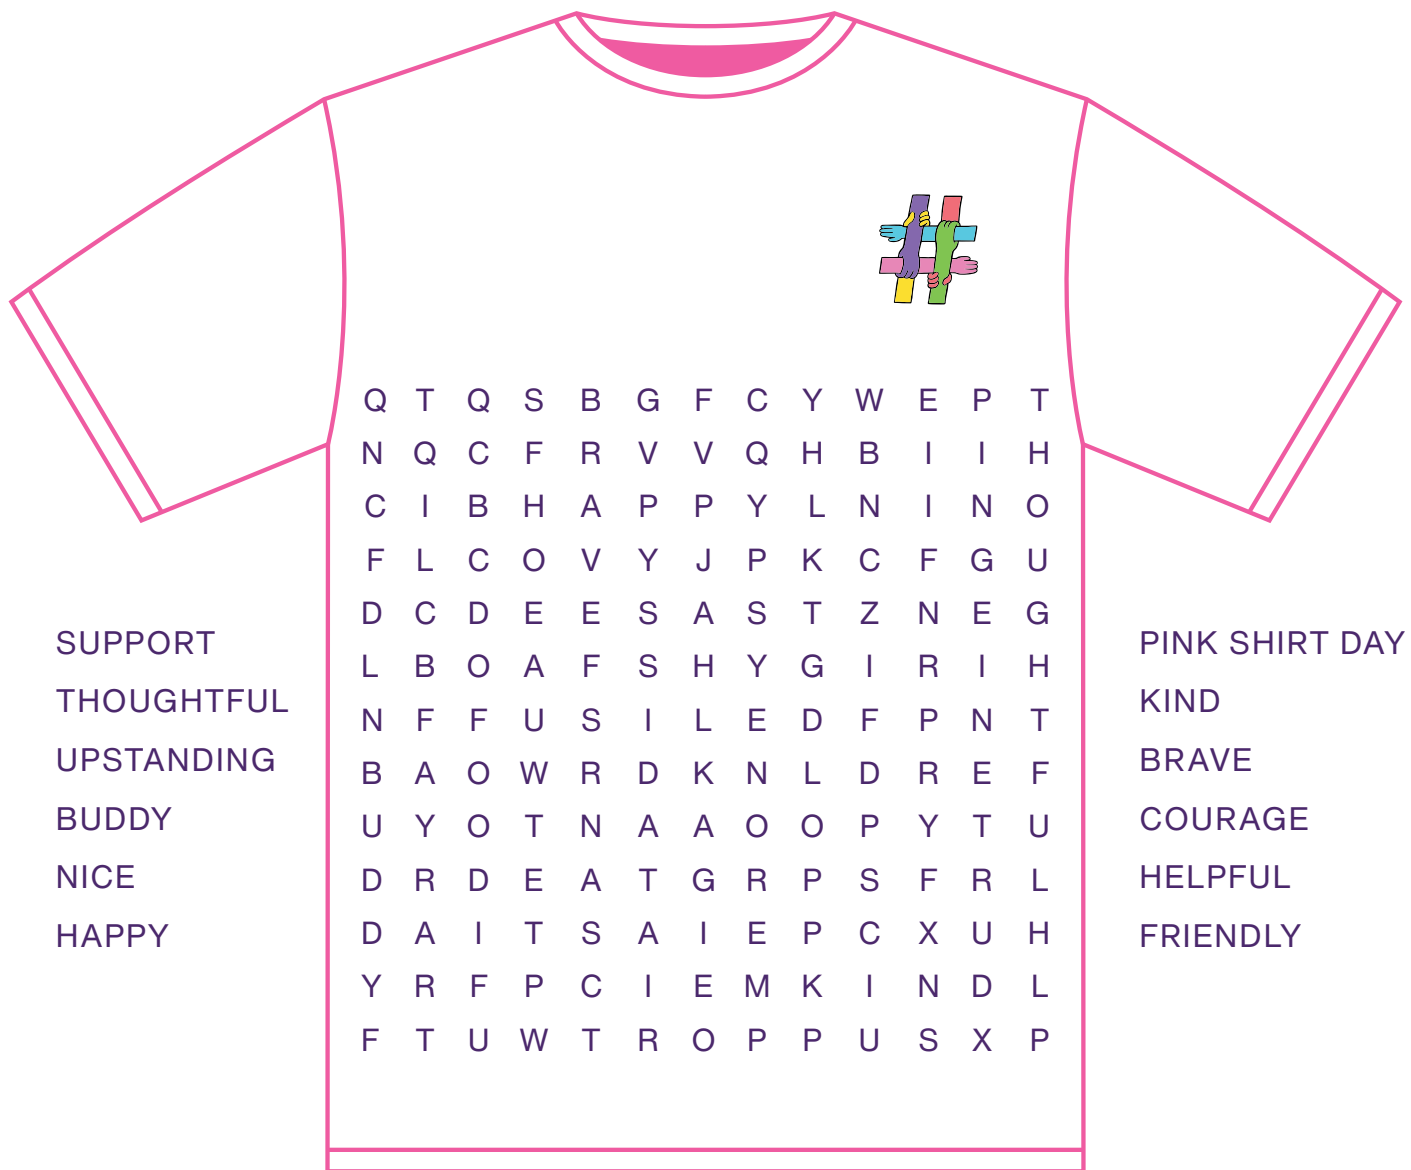 Q T Q S B G F C Y W E P T
N Q C F R V V Q H B I I H
C I B H A P P Y L N I N O
F L C O V Y J P K C F G U
D C D E E S A S T Z N E G
L B O A F S H Y G I R I H
N F F U S I L E D F P N T
B A O W R D K N L D R E F
U Y O T N A A O O P Y T U
D R D E A T G R P S F R L
D A I T S A I E P C X U H
Y R F P C I E M K I N D L
F T U W T R O P P U S X P
SUPPORT
THOUGHTFUL
UPSTANDING
BUDDY
NICE
HAPPY
PINK SHIRT DAY
KIND
BRAVE
COURAGE
HELPFUL
FRIENDLY